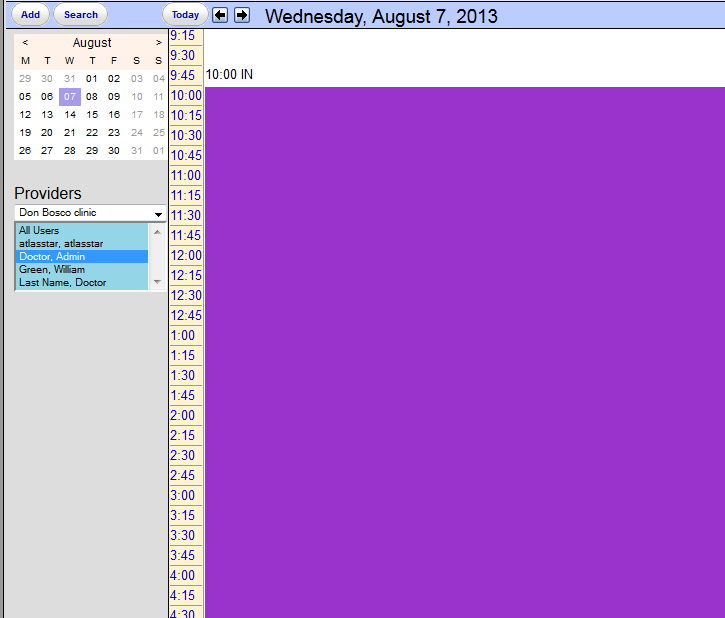 Add Search Today Wednesday, August 7, 2013
< August >
M T W T F S S
29 30 31 01 02 03 04
05 06 07 08 09 10 11
12 13 14 15 16 17 18
19 20 21 22 23 24 25
26 27 28 29 30 31 01
Providers
Don Bosco clinic
All Users
atlasstar, atlasstar
Doctor, Admin
Green, William
Last Name, Doctor
9:15
9:30
9:45
10:00 IN
10:00
10:15
10:30
10:45
11:00
11:15
11:30
11:45
12:00
12:15
12:30
12:45
1:00
1:15
1:30
1:45
2:00
2:15
2:30
2:45
3:00
3:15
3:30
3:45
4:00
4:15
4:30